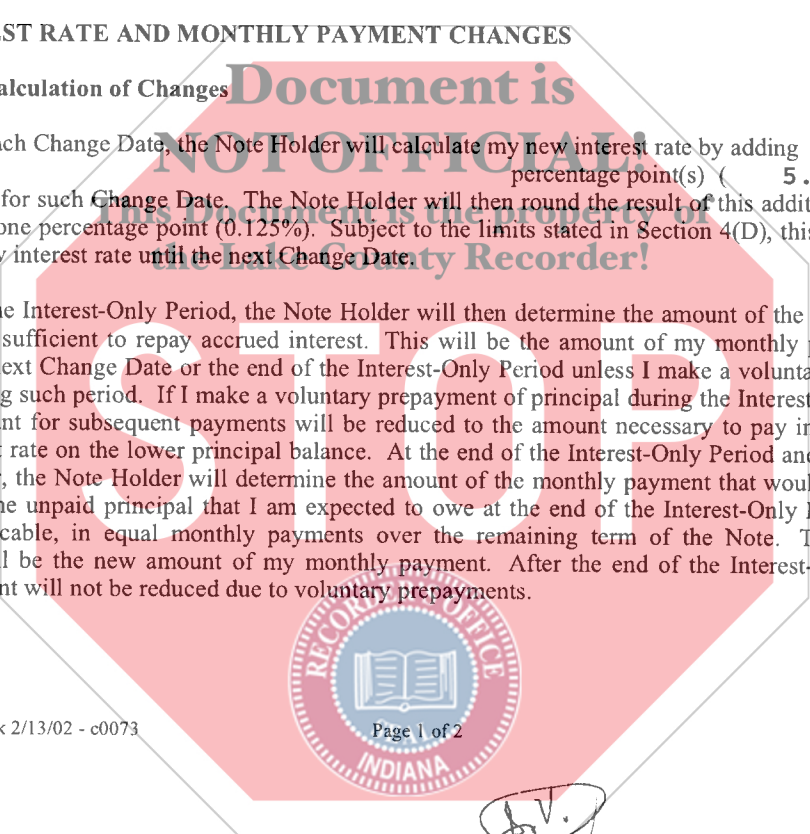 ST RATE AND MONTHLY PAYMENT CHANGES
alculation of Changes
Document is
ch Change Date, the Note Holder will calculate my new interest rate by adding
NOT OFFICIAL!
percentage point(s) ( 5.
for such Change Date. The Note Holder will then round the result of this addit
This Document is the property of
one percentage point (0.125%). Subject to the limits stated in Section 4(D), this
y interest rate until the next Change Date.
the Lake County Recorder!
e Interest-Only Period, the Note Holder will then determine the amount of the
sufficient to repay accrued interest. This will be the amount of my monthly
ext Change Date or the end of the Interest-Only Period unless I make a volunta
g such period. If I make a voluntary prepayment of principal during the Interest
nt for subsequent payments will be reduced to the amount necessary to pay in
rate on the lower principal balance. At the end of the Interest-Only Period and
, the Note Holder will determine the amount of the monthly payment that woul
he unpaid principal that I am expected to owe at the end of the Interest-Only
cable, in equal monthly payments over the remaining term of the Note. T
l be the new amount of my monthly payment. After the end of the Interest-
nt will not be reduced due to voluntary prepayments.
STOP
RECORDER'S OFFICE
2/13/02 - c0073
Page 1 of 2
SEAL
INDIANA